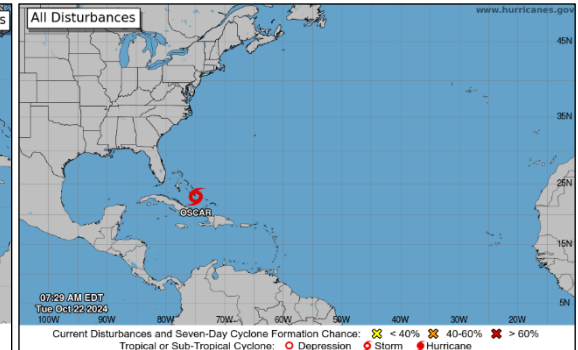 s
All Disturbances
www.hurricanes.gov
45N
35N
25N
OSCAR
15N
07:29 AM EDT
Tue Oct 22 2024
5N
100W 90W 80W 70W 60W 50W 40W 30W 20W
Current Disturbances and Seven-Day Cyclone Formation Chance: < 40% 40-60% > 60%
Tropical or Sub-Tropical Cyclone: Depression Storm Hurricane